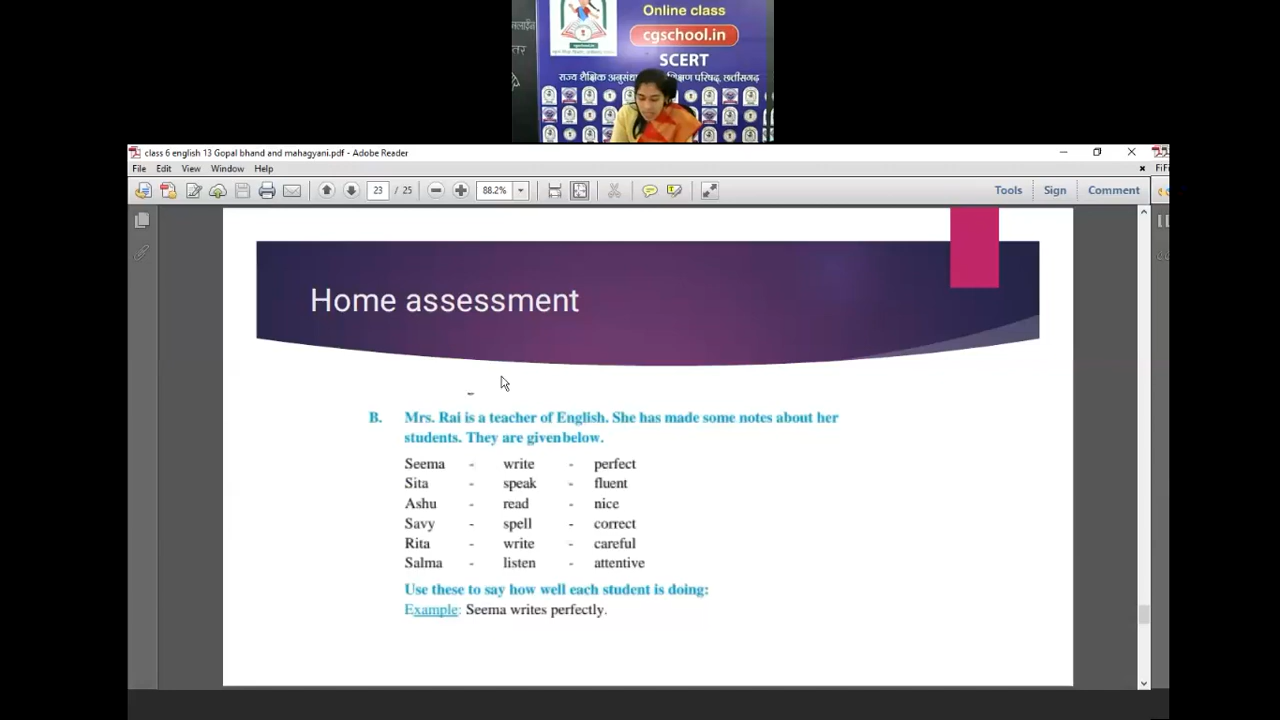 Online class
cgschool.in
SCERT
class 6 english 13 Gopal bhand and mahagyani.pdf - Adobe Reader
File Edit View Window Help
23 / 25 88.2% Tools Sign Comment
Home assessment
B. Mrs. Rai is a teacher of English. She has made some notes about her
students. They are given below.
Seema - write - perfect
Sita - speak - fluent
Ashu - read - nice
Savy - spell - correct
Rita - write - careful
Salma - listen - attentive
Use these to say how well each student is doing:
Example: Seema writes perfectly.